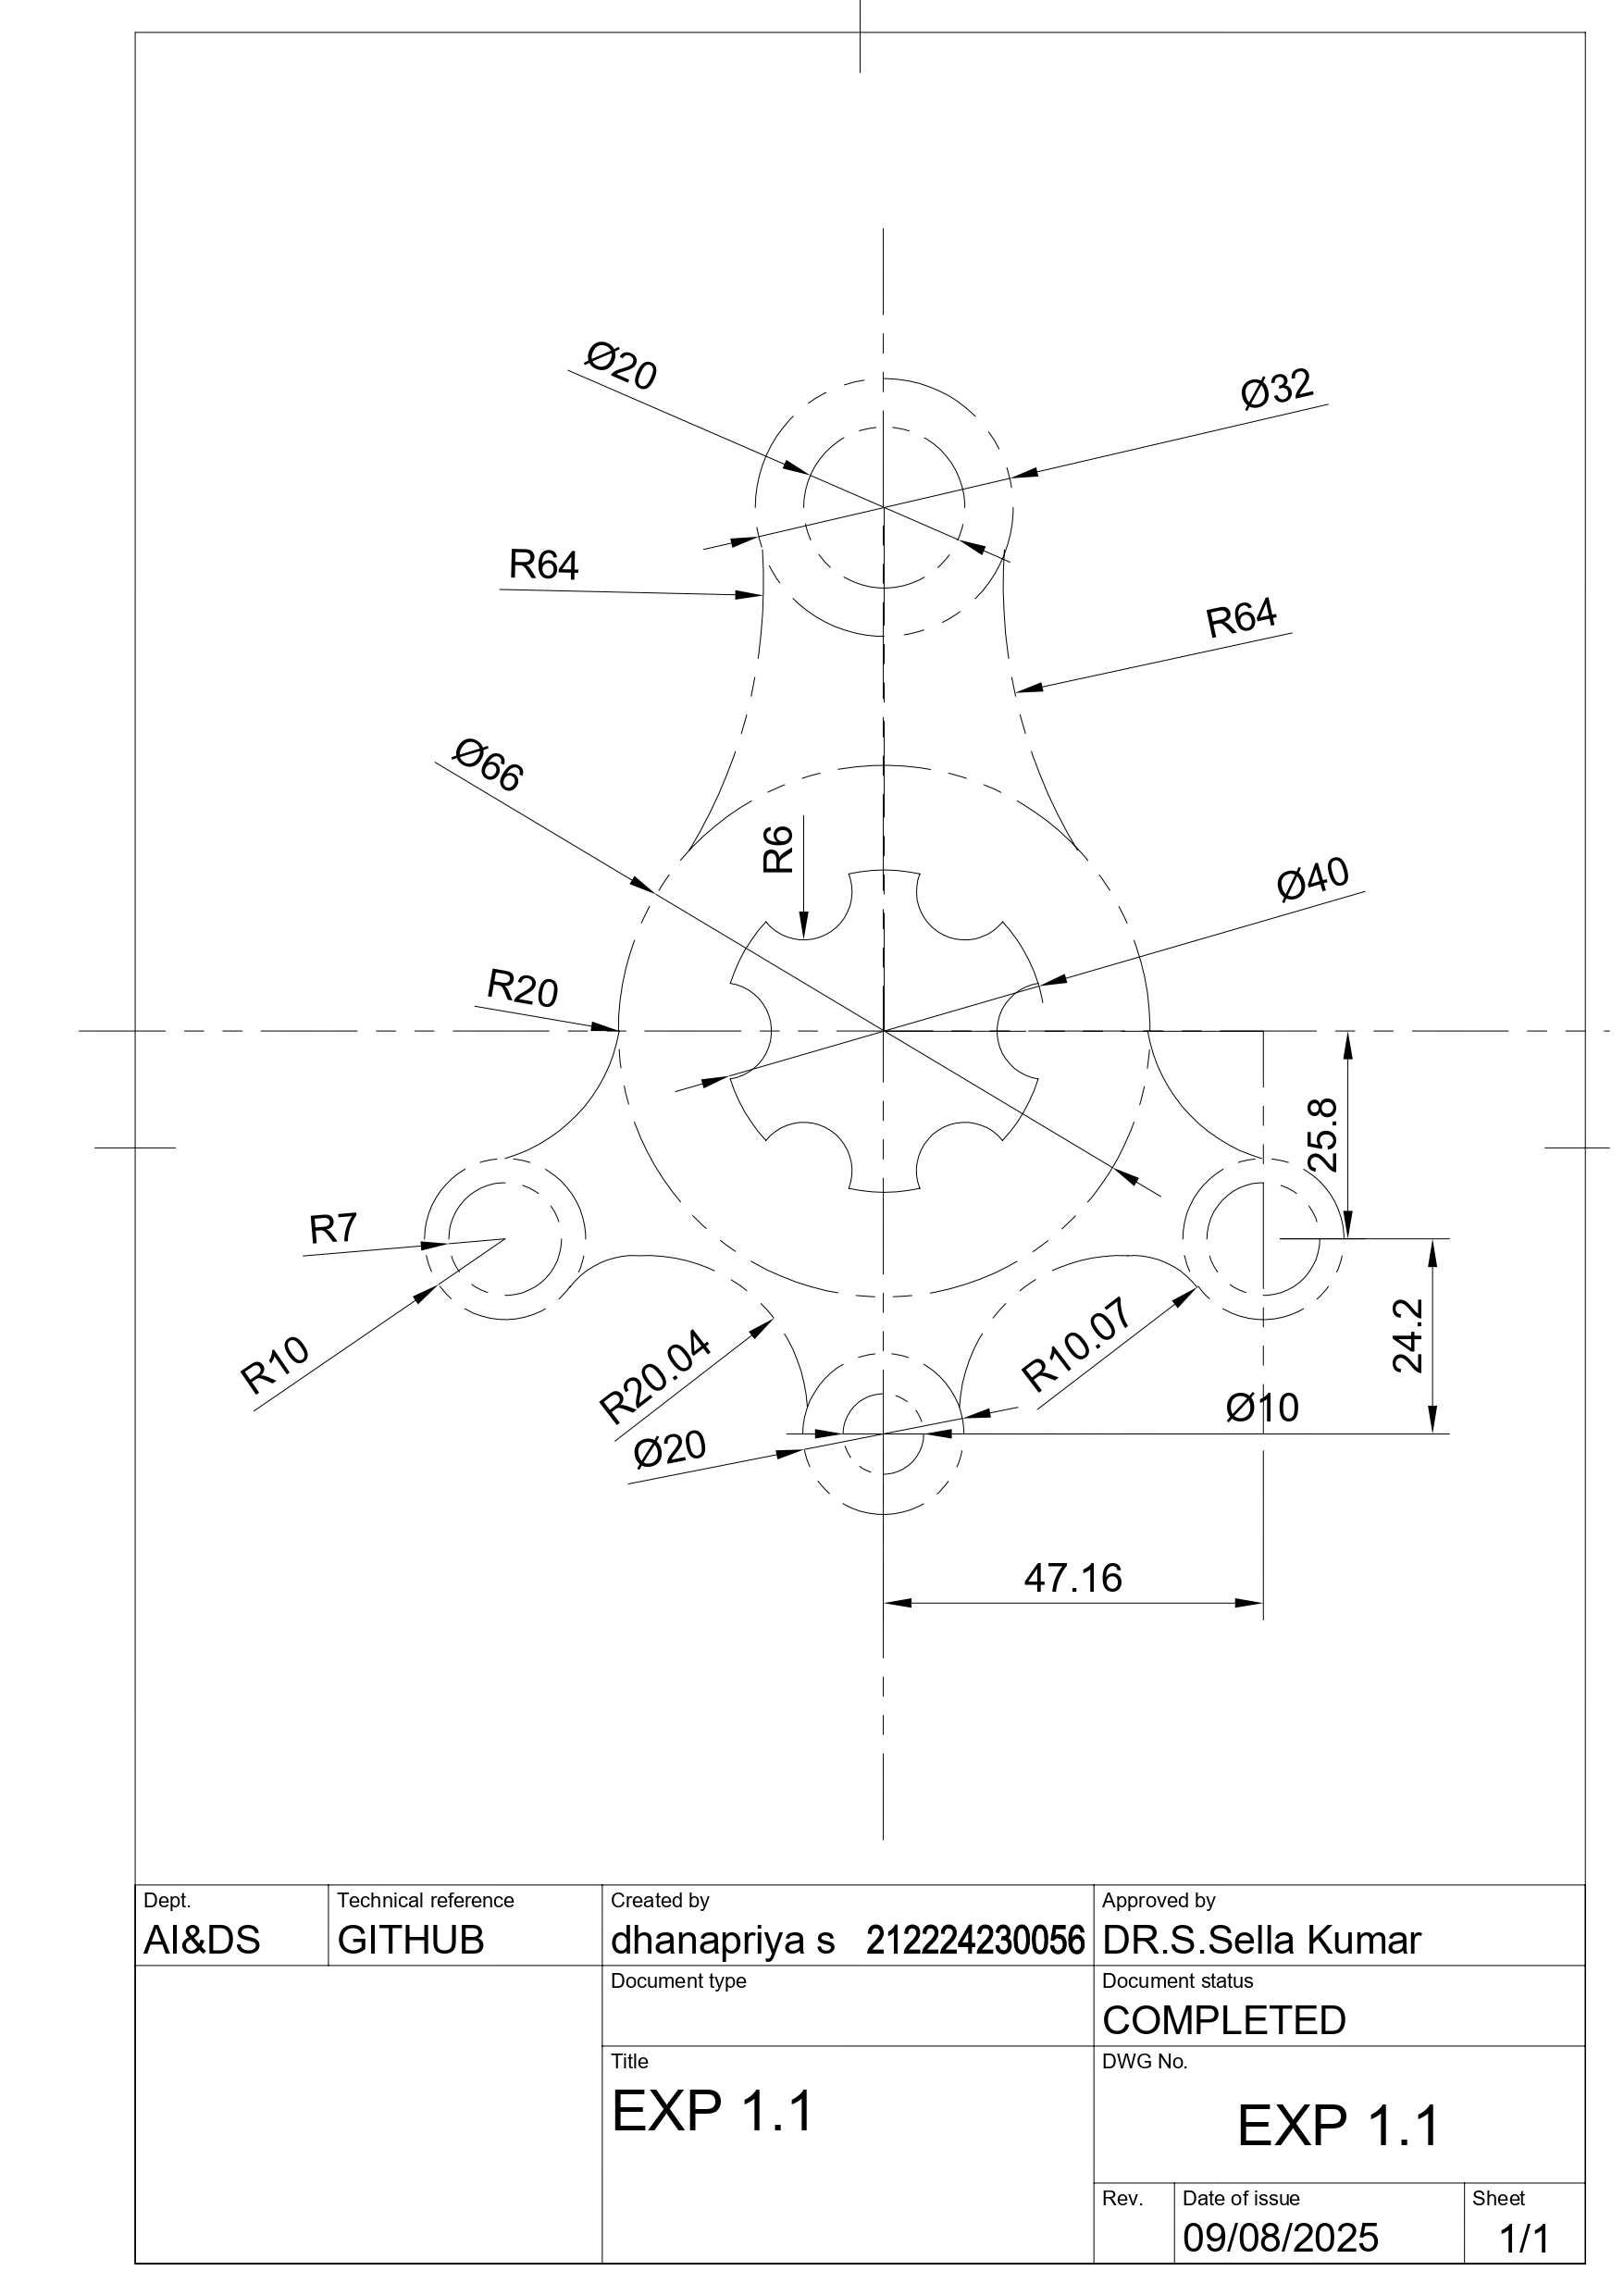 Ø20
Ø32
R64
R64
Ø66
R6
Ø40
R20
25.8
R7
R10
R20.04
R10.07
24.2
Ø10
Ø20
47.16
Dept.
AI&DS
Technical reference
GITHUB
Created by
dhanapriya s 212224230056
Approved by
DR.S.Sella Kumar
Document type
Document status
COMPLETED
Title
EXP 1.1
DWG No.
EXP 1.1
Rev.
Date of issue
09/08/2025
Sheet
1/1